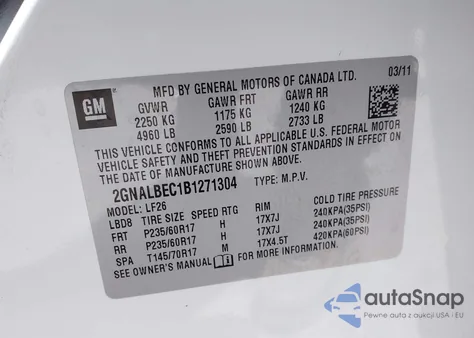 MFD BY GENERAL MOTORS OF CANADA LTD. 03/11
GM
GVWR GAWR FRT GAWR RR
2250 KG 1175 KG 1240 KG
4960 LB 2590 LB 2733 LB
THIS VEHICLE CONFORMS TO ALL APPLICABLE U.S. FEDERAL MOTOR
VEHICLE SAFETY AND THEFT PREVENTION STANDARDS IN EFFECT ON THE
DATE OF MANUFACTURE SHOWN ABOVE.
2GNALBEC1B1271304 TYPE: M.P.V.
MODEL: LF26
LBD8 TIRE SIZE SPEED RTG RIM COLD TIRE PRESSURE
FRT P235/60R17 H 17X7J 240KPA(35PSI)
RR P235/60R17 H 17X7J 240KPA(35PSI)
SPA T145/70R17 M 17X4.5T 420KPA(60PSI)
SEE OWNER'S MANUAL FOR MORE INFORMATION.
autoSnap
Pewne auta z aukcji USA i EU